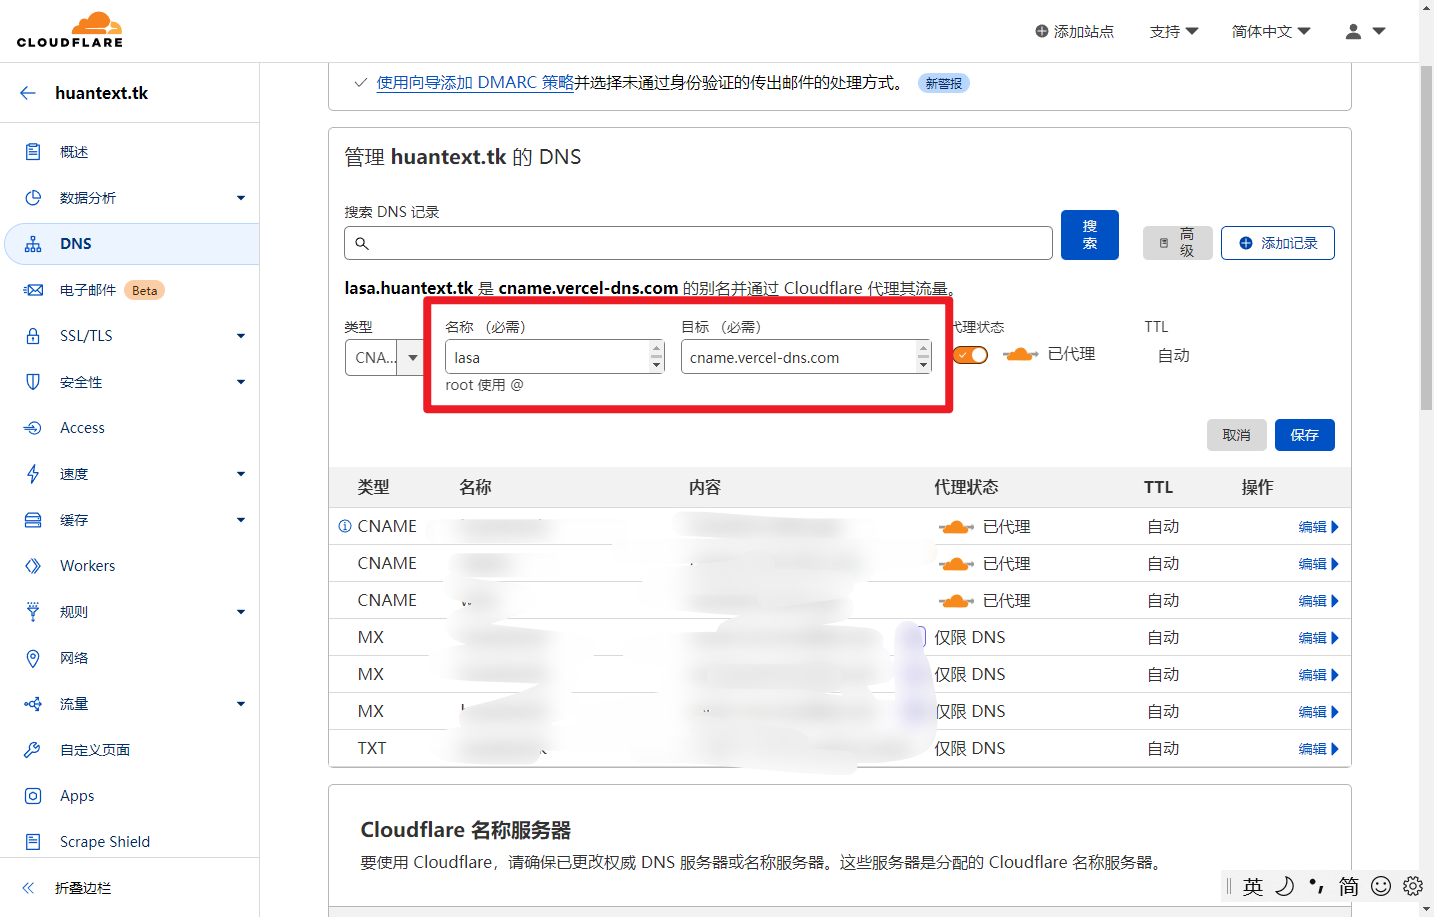 CLOUDFLARE
添加站点
支持
简体中文
huantext.tk
概述
数据分析
DNS
电子邮件 Beta
SSL/TLS
安全性
Access
速度
缓存
Workers
规则
网络
流量
自定义页面
Apps
Scrape Shield
折叠边栏
使用向导添加 DMARC 策略并选择未通过身份验证的传出邮件的处理方式。 新警报
管理 huantext.tk 的 DNS
搜索 DNS 记录
搜索
高级
添加记录
lasa.huantext.tk 是 cname.vercel-dns.com 的别名并通过 Cloudflare 代理其流量。
类型 名称 （必需） 目标 （必需） 代理状态 TTL
CNA... lasa cname.vercel-dns.com 已代理 自动
root 使用 @
取消 保存
类型 名称 内容 代理状态 TTL 操作
CNAME 已代理 自动 编辑
CNAME 已代理 自动 编辑
CNAME 已代理 自动 编辑
MX 仅限 DNS 自动 编辑
MX 仅限 DNS 自动 编辑
MX 仅限 DNS 自动 编辑
TXT 仅限 DNS 自动 编辑
Cloudflare 名称服务器
要使用 Cloudflare，请确保已更改权威 DNS 服务器或名称服务器。这些服务器是分配的 Cloudflare 名称服务器。
英 简